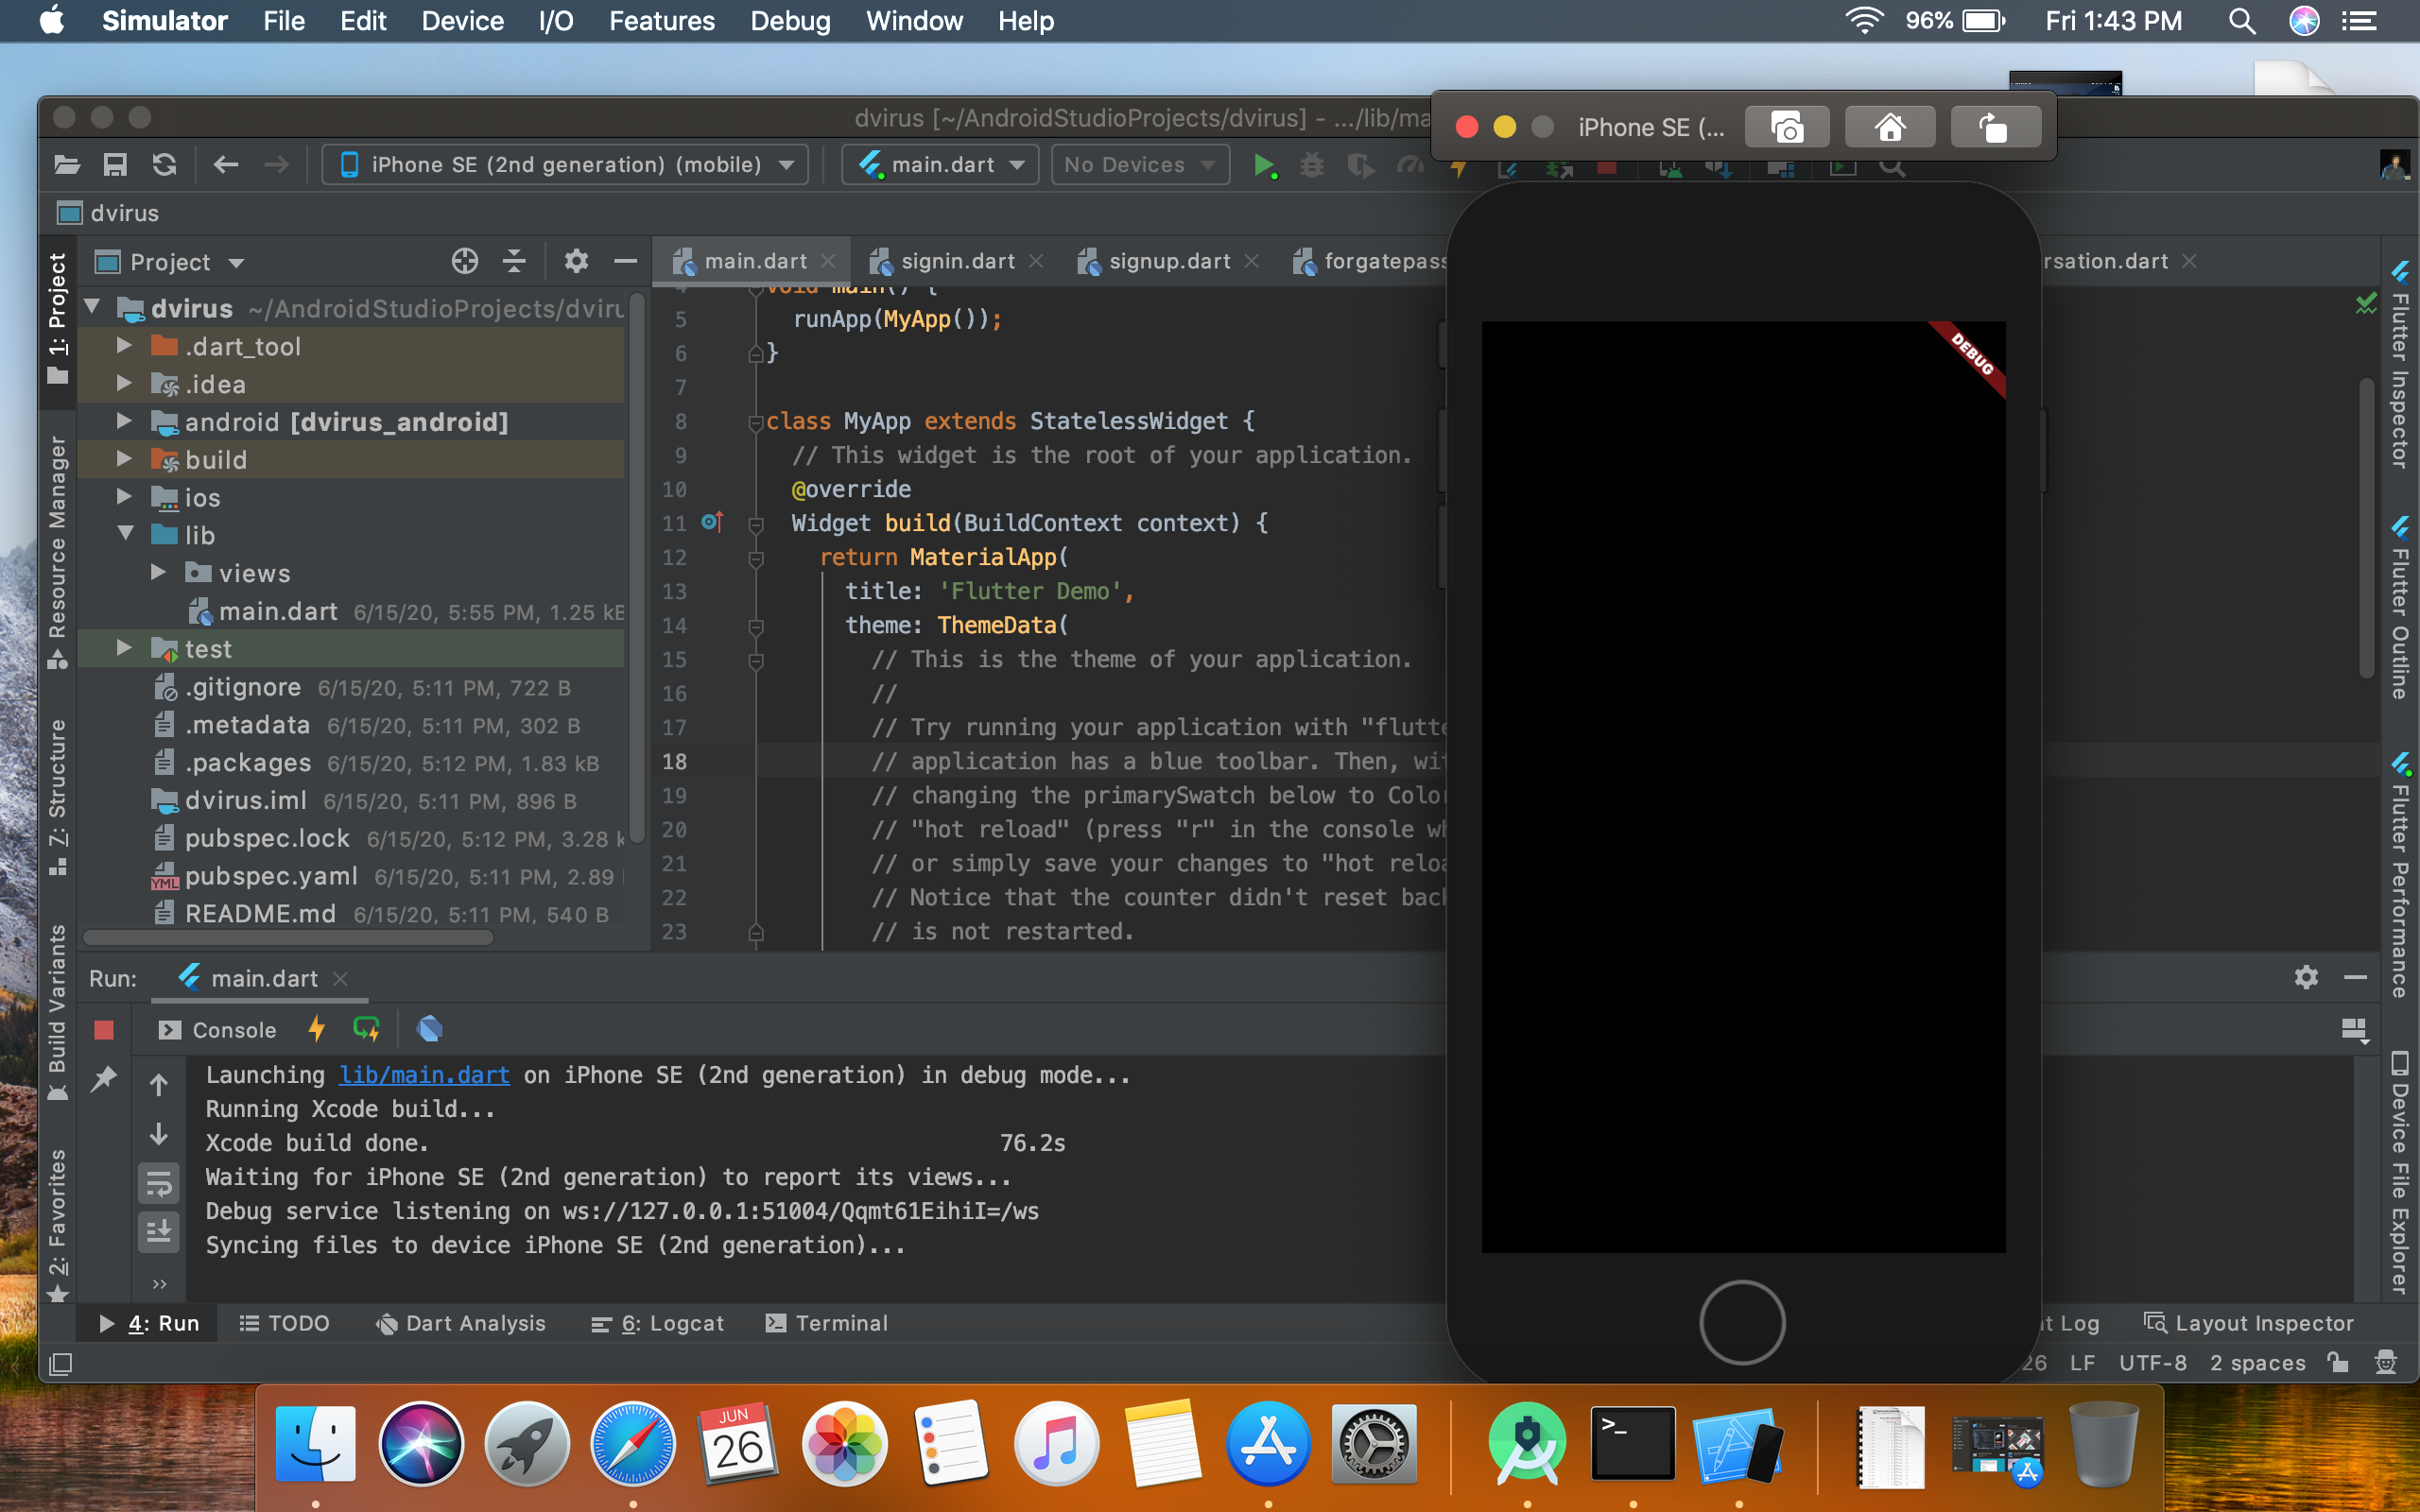 Simulator File Edit Device I/O Features Debug Window Help 96% Fri 1:43 PM
dvirus [~/AndroidStudioProjects/dvirus] - .../lib/ma
iPhone SE (...
iPhone SE (2nd generation) (mobile) main.dart No Devices
dvirus
Project
main.dart signin.dart signup.dart forgatepass rsation.dart
1: Project
Resource Manager
Z: Structure
Build Variants
2: Favorites
dvirus ~/AndroidStudioProjects/dviru
.dart_tool
.idea
android [dvirus_android]
build
ios
lib
views
main.dart 6/15/20, 5:55 PM, 1.25 kB
test
.gitignore 6/15/20, 5:11 PM, 722 B
.metadata 6/15/20, 5:11 PM, 302 B
.packages 6/15/20, 5:12 PM, 1.83 kB
dvirus.iml 6/15/20, 5:11 PM, 896 B
pubspec.lock 6/15/20, 5:12 PM, 3.28 k
YML pubspec.yaml 6/15/20, 5:11 PM, 2.89
README.md 6/15/20, 5:11 PM, 540 B
4 void main() {
5 runApp(MyApp());
6 }
7
8 class MyApp extends StatelessWidget {
9 // This widget is the root of your application.
10 @override
11 Widget build(BuildContext context) {
12 return MaterialApp(
13 title: 'Flutter Demo',
14 theme: ThemeData(
15 // This is the theme of your application.
16 //
17 // Try running your application with "flutte
18 // application has a blue toolbar. Then, wit
19 // changing the primarySwatch below to Color
20 // "hot reload" (press "r" in the console wh
21 // or simply save your changes to "hot reloa
22 // Notice that the counter didn't reset back
23 // is not restarted.
DEBUG
Flutter Inspector
Flutter Outline
Flutter Performance
Device File Explorer
Run: main.dart
Console
Launching lib/main.dart on iPhone SE (2nd generation) in debug mode...
Running Xcode build...
Xcode build done. 76.2s
Waiting for iPhone SE (2nd generation) to report its views...
Debug service listening on ws://127.0.0.1:51004/Qqmt61EihiI=/ws
Syncing files to device iPhone SE (2nd generation)...
4: Run TODO Dart Analysis 6: Logcat Terminal t Log Layout Inspector
26 LF UTF-8 2 spaces
JUN
26